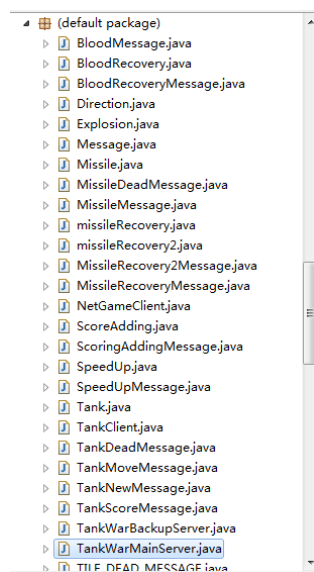 (default package)
BloodMessage.java
BloodRecovery.java
BloodRecoveryMessage.java
Direction.java
Explosion.java
Message.java
Missile.java
MissileDeadMessage.java
MissileMessage.java
missileRecovery.java
missileRecovery2.java
MissileRecovery2Message.java
MissileRecoveryMessage.java
NetGameClient.java
ScoreAdding.java
ScoringAddingMessage.java
SpeedUp.java
SpeedUpMessage.java
Tank.java
TankClient.java
TankDeadMessage.java
TankMoveMessage.java
TankNewMessage.java
TankScoreMessage.java
TankWarBackupServer.java
TankWarMainServer.java
TILE_DEAD_MESSAGE.java